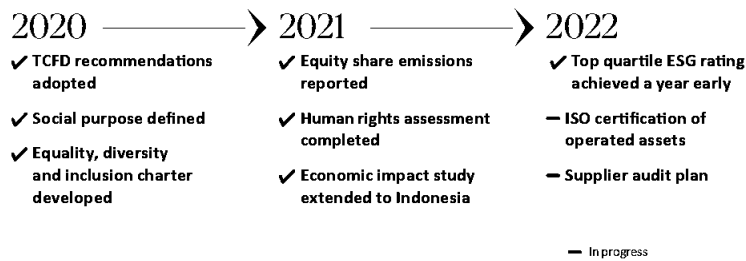 2020
TCFD recommendations
adopted
Social purpose defined
Equality, diversity
and inclusion charter
developed
2021
Equity share emissions
reported
Human rights assessment
completed
Economic impact study
extended to Indonesia
2022
Top quartile ESG rating
achieved a year early
ISO certification of
operated assets
Supplier audit plan
In progress